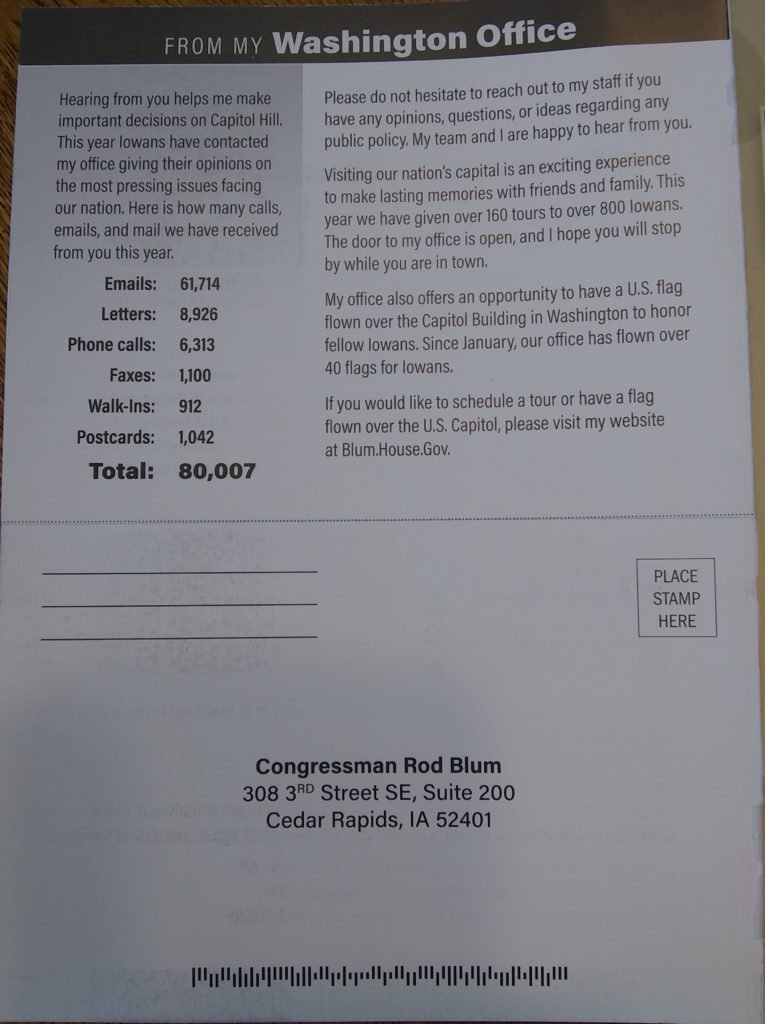 FROM MY Washington Office
Hearing from you helps me make
important decisions on Capitol Hill.
This year Iowans have contacted
my office giving their opinions on
the most pressing issues facing
our nation. Here is how many calls,
emails, and mail we have received
from you this year.
Emails: 61,714
Letters: 8,926
Phone calls: 6,313
Faxes: 1,100
Walk-Ins: 912
Postcards: 1,042
Total: 80,007
Please do not hesitate to reach out to my staff if you
have any opinions, questions, or ideas regarding any
public policy. My team and I are happy to hear from you.
Visiting our nation's capital is an exciting experience
to make lasting memories with friends and family. This
year we have given over 160 tours to over 800 Iowans.
The door to my office is open, and I hope you will stop
by while you are in town.
My office also offers an opportunity to have a U.S. flag
flown over the Capitol Building in Washington to honor
fellow Iowans. Since January, our office has flown over
40 flags for Iowans.
If you would like to schedule a tour or have a flag
flown over the U.S. Capitol, please visit my website
at Blum.House.Gov.
PLACE
STAMP
HERE
Congressman Rod Blum
308 3RD Street SE, Suite 200
Cedar Rapids, IA 52401